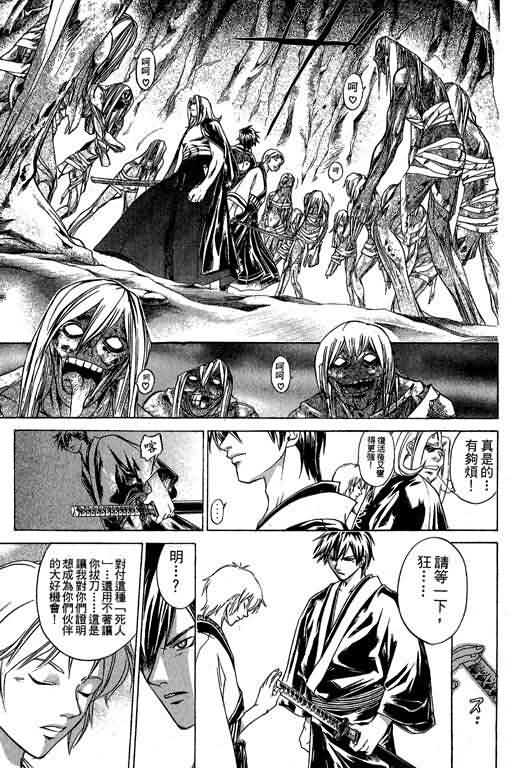 呵呵♡
呵呵♡
呵♡
呵呵♡
真是的…
有夠煩！
復活後又變
得更強！
喀…
請等一下，
狂…
ス…
明…？
對付這種「死人
」…還用不著讓
你拔刀…這是
讓我對你們證明
想成為你們伙伴
的大好機會！